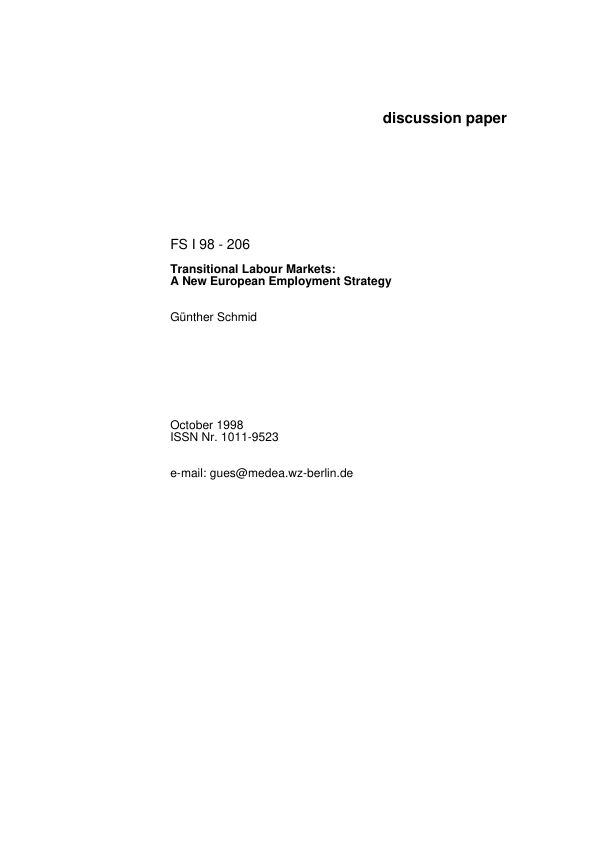 discussion paper
FS I 98 - 206
Transitional Labour Markets:
A New European Employment Strategy
Günther Schmid
October 1998
ISSN Nr. 1011-9523
e-mail: gues@medea.wz-berlin.de